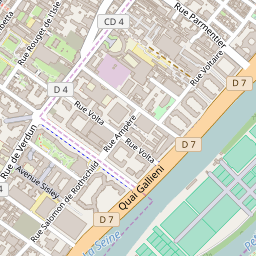 CD 4
Rue Parmentier
Rue Rouget de Lisle
Rue Voltaire
D 7
D 4
D 7
Rue Volta
Rue Ampère
Rue Volta
Rue de Verdun
Avenue Sisley
Rue Salomon de Rothschild
Quai Gallieni
D 7
D 7